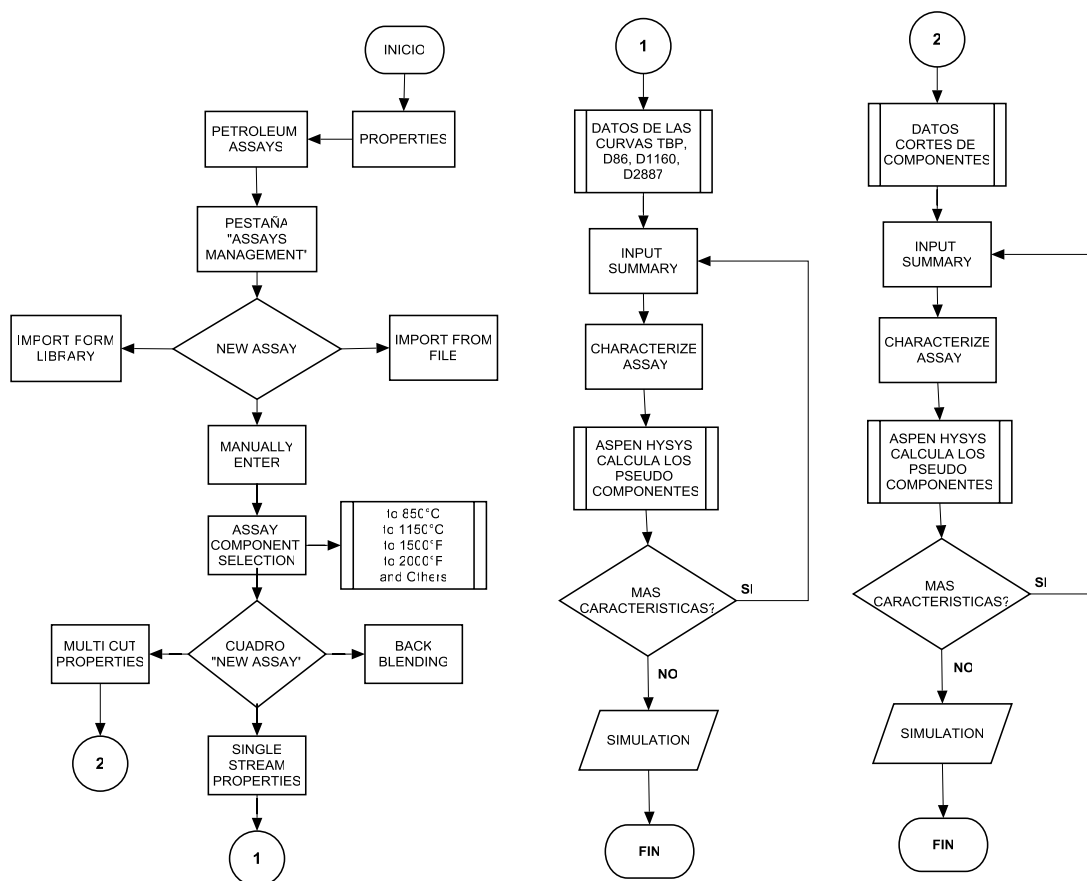 INICIO
PROPERTIES
PETROLEUM
ASSAYS
PESTAÑA
"ASSAYS
MANAGEMENT"
NEW ASSAY
IMPORT FORM
LIBRARY
IMPORT FROM
FILE
MANUALLY
ENTER
ASSAY
COMPONENT
SELECTION
to 850°C
to 1150°C
to 1500°F
to 2000°F
and Others
CUADRO
"NEW ASSAY"
MULTI CUT
PROPERTIES
BACK
BLENDING
2
SINGLE
STREAM
PROPERTIES
1
1
DATOS DE LAS
CURVAS TBP,
D86, D1160,
D2887
INPUT
SUMMARY
CHARACTERIZE
ASSAY
ASPEN HYSYS
CALCULA LOS
PSEUDO
COMPONENTES
MAS
CARACTERISTICAS?
SI
NO
SIMULATION
FIN
2
DATOS
CORTES DE
COMPONENTES
INPUT
SUMMARY
CHARACTERIZE
ASSAY
ASPEN HYSYS
CALCULA LOS
PSEUDO
COMPONENTES
MAS
CARACTERISTICAS?
SI
NO
SIMULATION
FIN